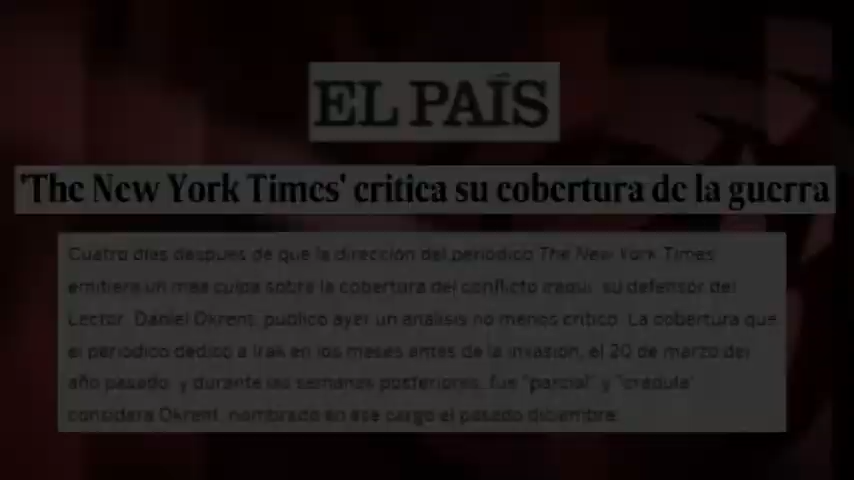 EL PAÍS
'The New York Times' critica su cobertura de la guerra
Cuatro días después de que la dirección del periódico The New York Times
emitiera un mea culpa sobre la cobertura del conflicto iraquí, su defensor del
Lector, Daniel Okrent, publicó ayer un análisis no menos crítico. La cobertura que
el periódico dedicó a Irak en los meses antes de la invasión, el 20 de marzo del
año pasado, y durante las semanas posteriores, fue "parcial" y "crédula"
considera Okrent, nombrado en ese cargo el pasado diciembre.